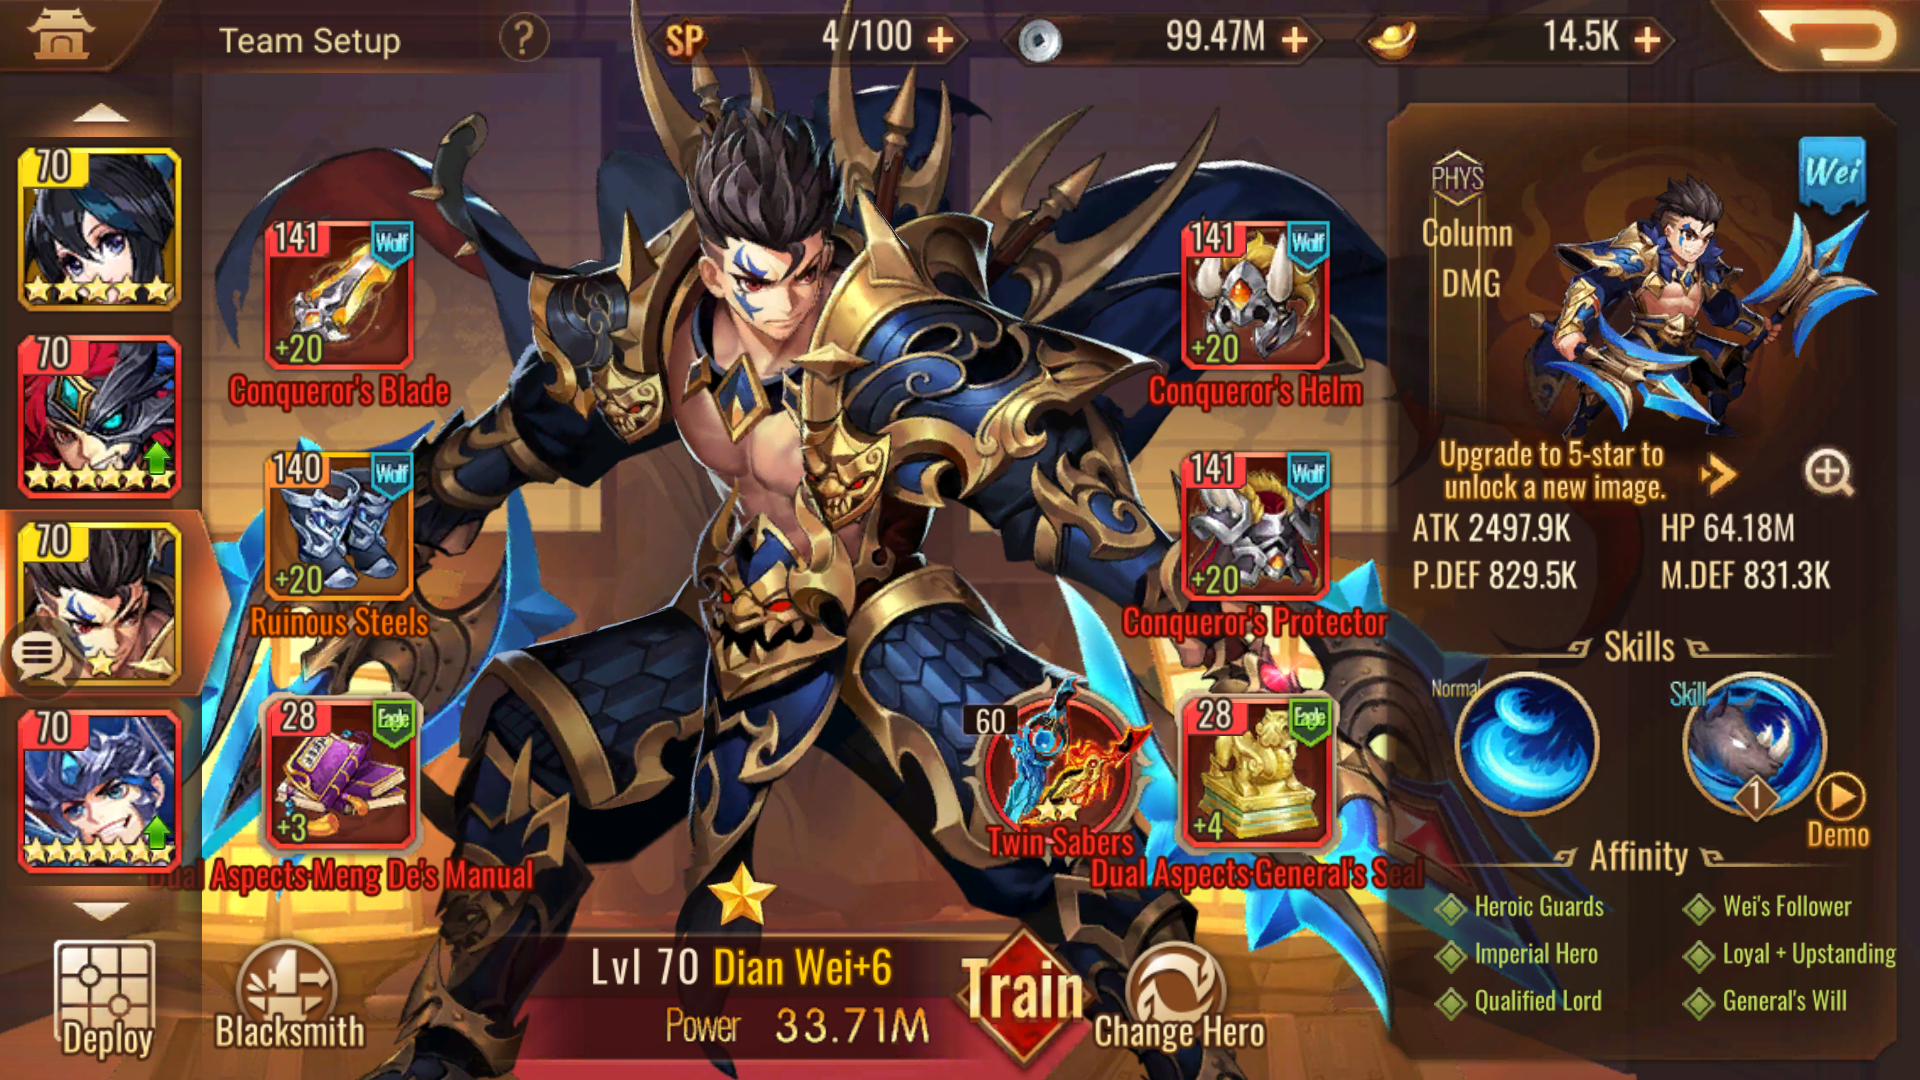 Team Setup
?
SP
4 /100
99.47M
14.5K
70
70
70
70
141
Wolf
+20
Conqueror's Blade
140
Wolf
+20
Ruinous Steels
28
Eagle
+3
Dual Aspects·Meng De's Manual
141
Wolf
+20
Conqueror's Helm
141
Wolf
+20
Conqueror's Protector
60
Twin Sabers
28
Eagle
+4
Dual Aspects·General's Seal
PHYS
Column
DMG
Wei
Upgrade to 5-star to
unlock a new image.
ATK 2497.9K
HP 64.18M
P.DEF 829.5K
M.DEF 831.3K
Skills
Normal
Skill
1
Demo
Affinity
Heroic Guards
Wei's Follower
Imperial Hero
Loyal + Upstanding
Qualified Lord
General's Will
Deploy
Blacksmith
Lvl 70 Dian Wei+6
Power 33.71M
Train
Change Hero